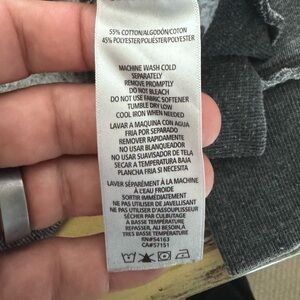 55% COTTON/ALGODÓN/COTON
45% POLYESTER/POLIÉSTER/POLYESTER
MACHINE WASH COLD
SEPARATELY
REMOVE PROMPTLY
DO NOT BLEACH
DO NOT USE FABRIC SOFTENER
TUMBLE DRY LOW
COOL IRON WHEN NEEDED
LAVAR A MAQUINA CON AGUA
FRIA POR SEPARADO
REMOVER RAPIDAMENTE
NO USAR BLANQUEADOR
NO USAR SUAVISADOR DE TELA
SECAR A TEMPERATURA BAJA
PLANCHA FRIA SI NECESITA
LAVER SÉPARÉMENT À LA MACHINE
À L'EAU FROIDE
SORTIR IMMÉDIATEMENT
NE PAS UTILISER D'JAVELLISANT
NE PAS UTILISER D'ASSOUPLISSEUR
SÉCHER PAR CULBUTAGE
A BASSE TEMPÉRATURE
REPASSER, AU BESOIN À
TRÈS BASSE TEMPÉRATURE
RN#54163
CA#57151